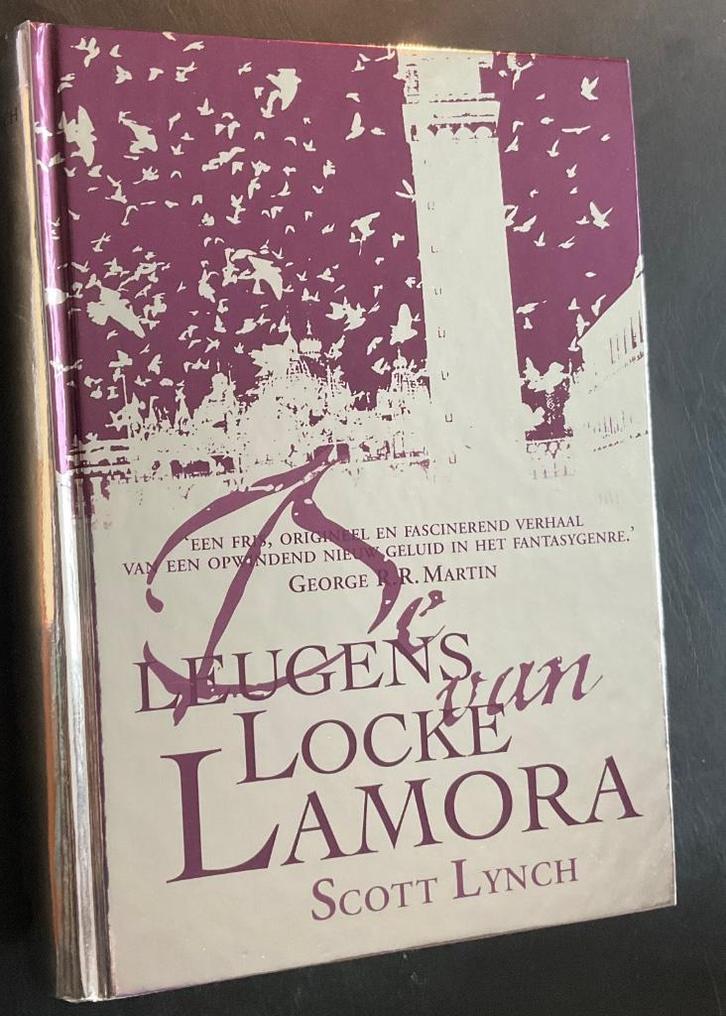 ‘EEN FRIS, ORIGINEEL EN FASCINEREND VERHAAL
VAN EEN OPWINDEND NIEUW GELUID IN HET FANTASYGENRE.’
GEORGE R.R. MARTIN
De
LEUGENS
van
LOCKE
LAMORA
SCOTT LYNCH